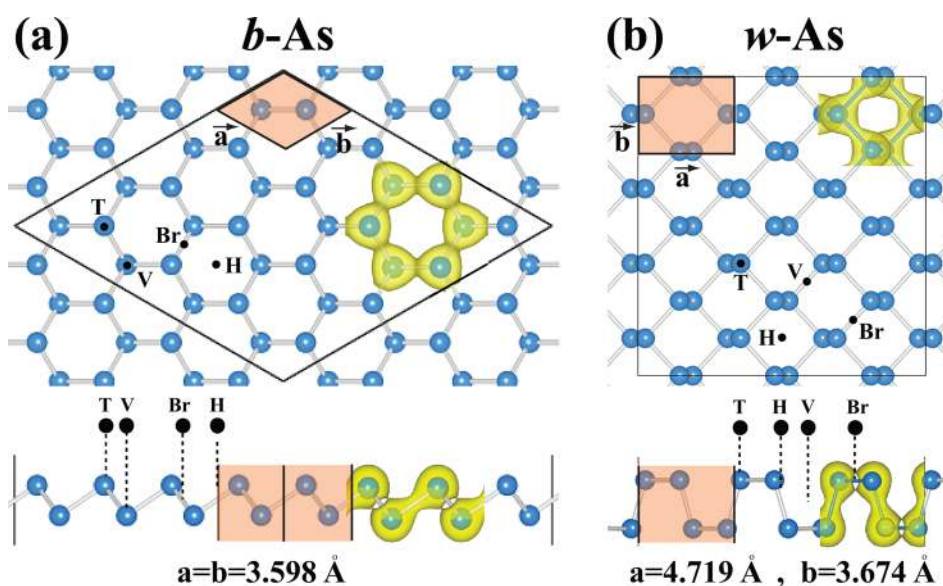 (a) b-As
a
b
T
Br
V
H
T V Br H
a=b=3.598 Å
(b) w-As
b
a
T
V
H
Br
T H V Br
a=4.719 Å , b=3.674 Å